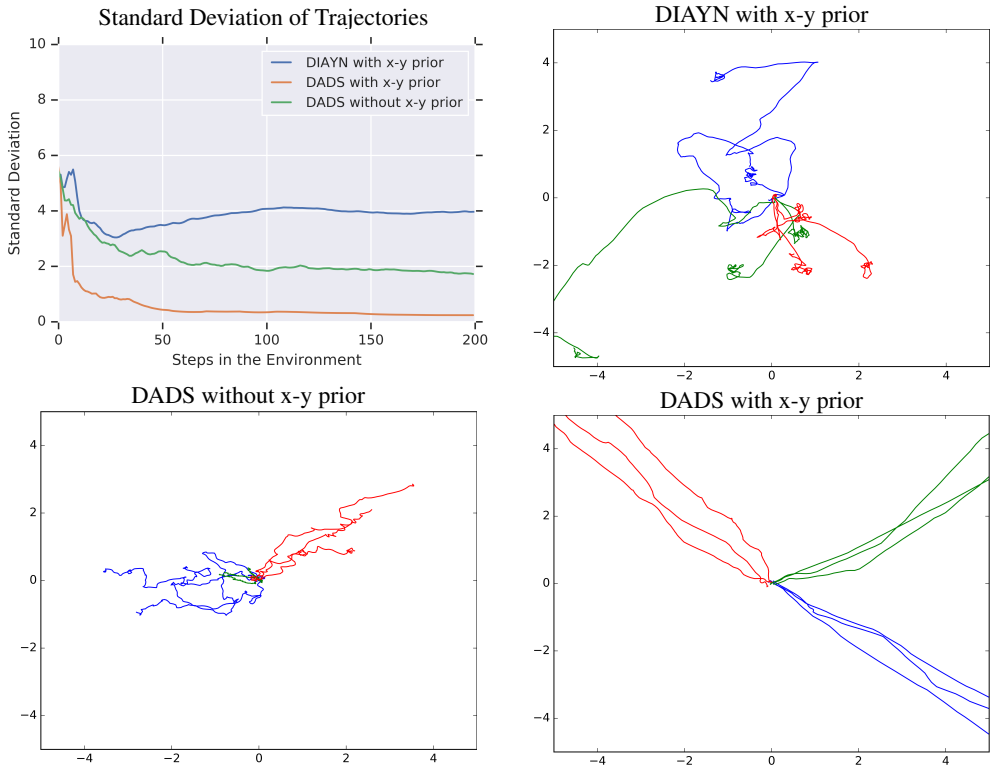 Standard Deviation of Trajectories
10
8
6
4
2
0
0 50 100 150 200
Standard Deviation
Steps in the Environment
DIAYN with x-y prior
DADS with x-y prior
DADS without x-y prior
DIAYN with x-y prior
4
2
0
−2
−4
−4 −2 0 2 4
DADS without x-y prior
4
2
0
−2
−4
−4 −2 0 2 4
DADS with x-y prior
4
2
0
−2
−4
−4 −2 0 2 4